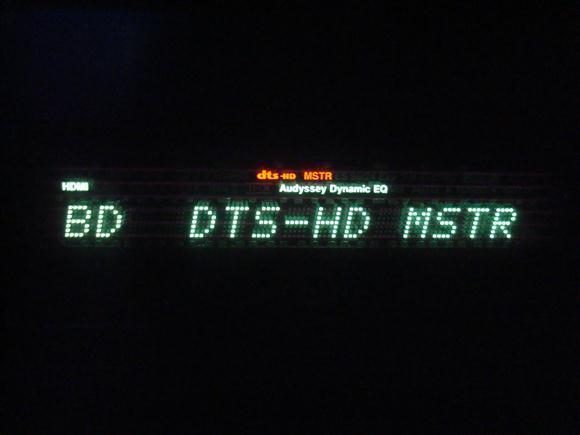 dts-HD MSTR
HDMI Audyssey Dynamic EQ
BD DTS-HD MSTR